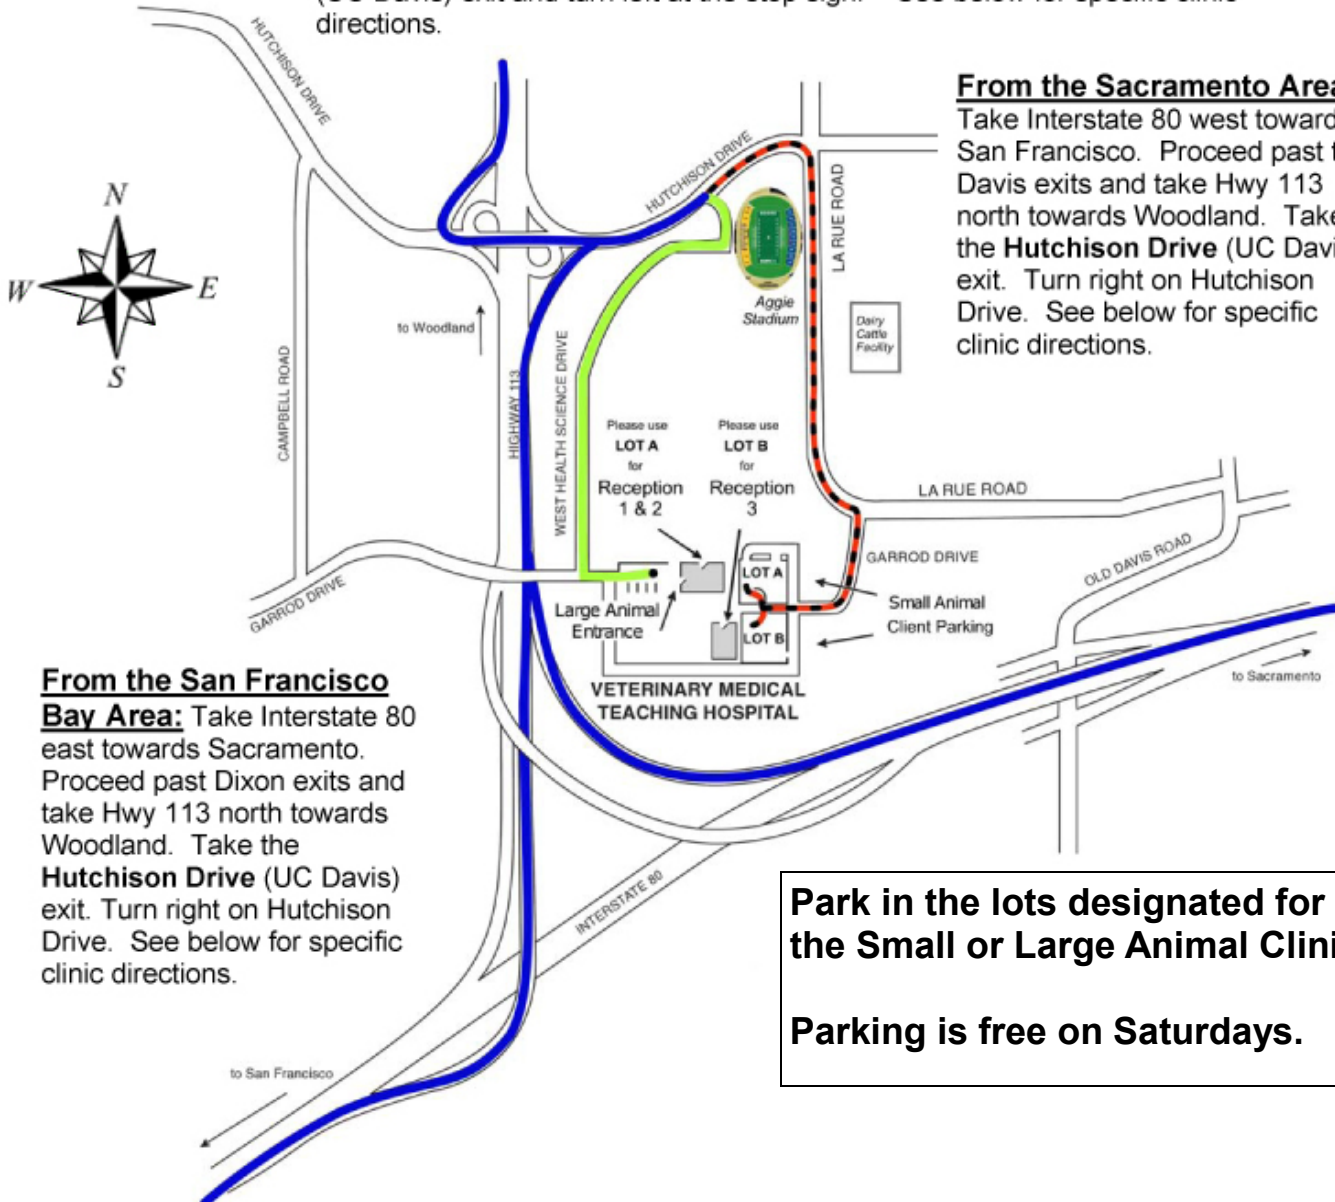 directions.
From the Sacramento Area
Take Interstate 80 west toward
San Francisco. Proceed past
Davis exits and take Hwy 113
north towards Woodland. Take
the Hutchison Drive (UC Davi
exit. Turn right on Hutchison
Drive. See below for specific
clinic directions.
HUTCHISON DRIVE
HUTCHISON DRIVE
LA RUE ROAD
N
W
E
S
Aggie
Stadium
Dairy
Cattle
Facility
to Woodland
CAMPBELL ROAD
HIGHWAY 113
WEST HEALTH SCIENCE DRIVE
Please use
LOT A
for
Reception
1 & 2
Please use
LOT B
for
Reception
3
LA RUE ROAD
GARROD DRIVE
OLD DAVIS ROAD
GARROD DRIVE
LOT A
LOT B
Large Animal
Entrance
Small Animal
Client Parking
VETERINARY MEDICAL
TEACHING HOSPITAL
to Sacramento
From the San Francisco
Bay Area: Take Interstate 80
east towards Sacramento.
Proceed past Dixon exits and
take Hwy 113 north towards
Woodland. Take the
Hutchison Drive (UC Davis)
exit. Turn right on Hutchison
Drive. See below for specific
clinic directions.
INTERSTATE 80
to San Francisco
Park in the lots designated for
the Small or Large Animal Clini
Parking is free on Saturdays.